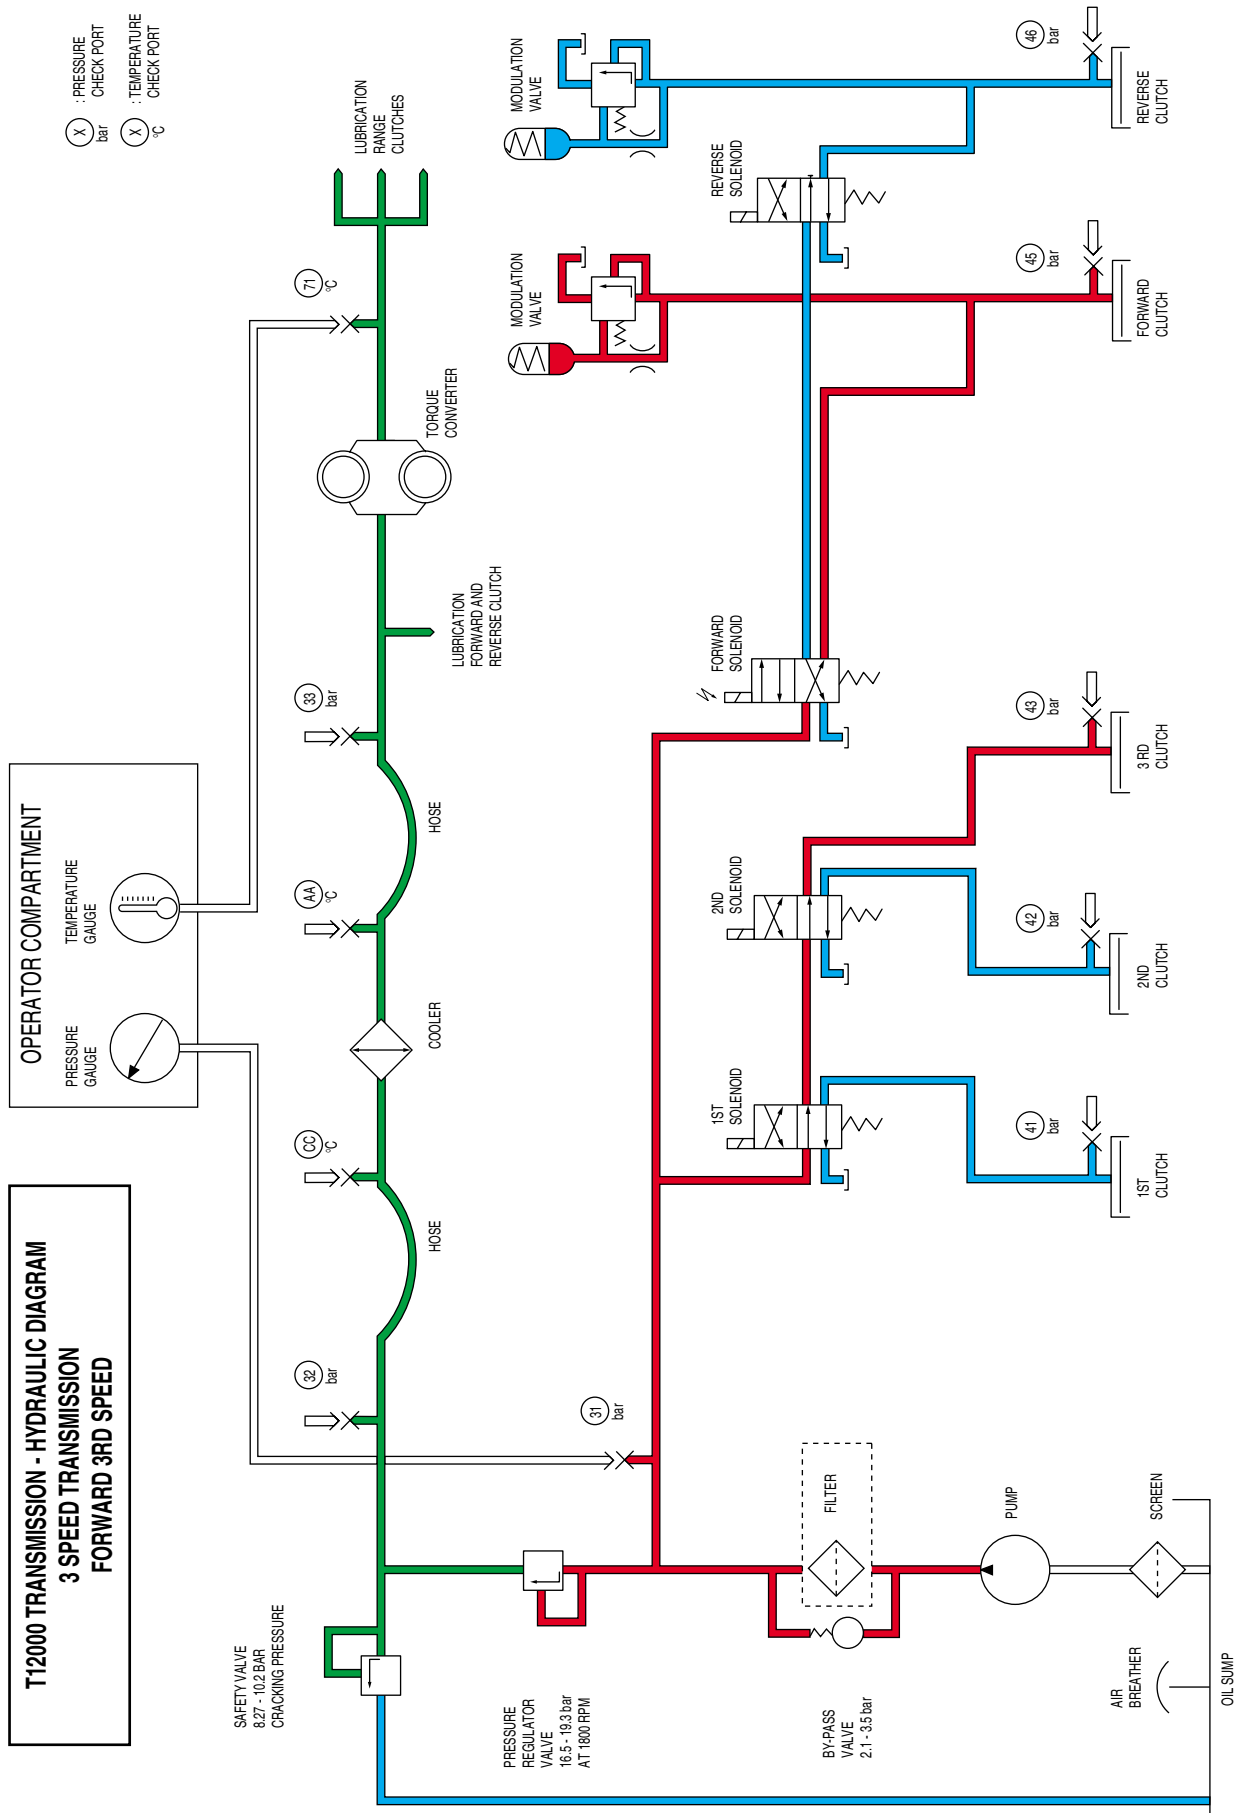 T12000 TRANSMISSION - HYDRAULIC DIAGRAM
3 SPEED TRANSMISSION
FORWARD 3RD SPEED
OPERATOR COMPARTMENT
PRESSURE
GAUGE
TEMPERATURE
GAUGE
X
bar
: PRESSURE
CHECK PORT
X
°C
: TEMPERATURE
CHECK PORT
SAFETY VALVE
8.27 - 10.2 BAR
CRACKING PRESSURE
32
bar
HOSE
CC
°C
COOLER
AA
°C
HOSE
33
bar
LUBRICATION
FORWARD AND
REVERSE CLUTCH
TORQUE
CONVERTER
71
°C
LUBRICATION
RANGE
CLUTCHES
PRESSURE
REGULATOR
VALVE
16.5 - 19.3 bar
AT 1800 RPM
31
bar
MODULATION
VALVE
MODULATION
VALVE
1ST
SOLENOID
2ND
SOLENOID
FORWARD
SOLENOID
REVERSE
SOLENOID
BY-PASS
VALVE
2.1 - 3.5 bar
FILTER
PUMP
41
bar
42
bar
43
bar
45
bar
46
bar
AIR
BREATHER
SCREEN
1ST
CLUTCH
2ND
CLUTCH
3 RD
CLUTCH
FORWARD
CLUTCH
REVERSE
CLUTCH
OIL SUMP